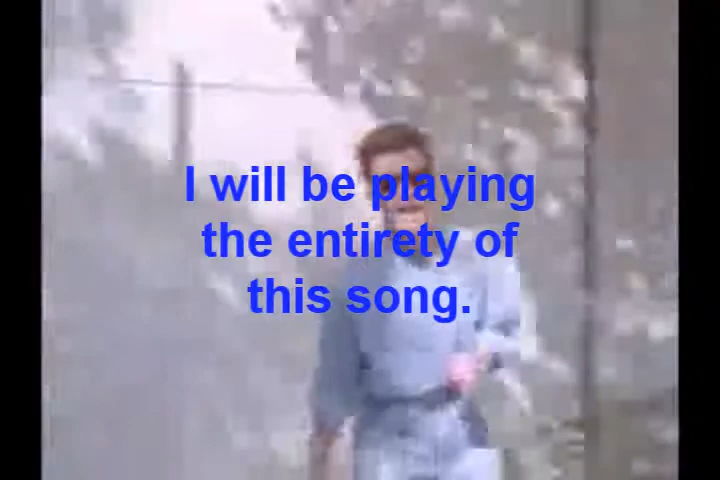 I will be playing
the entirety of
this song.